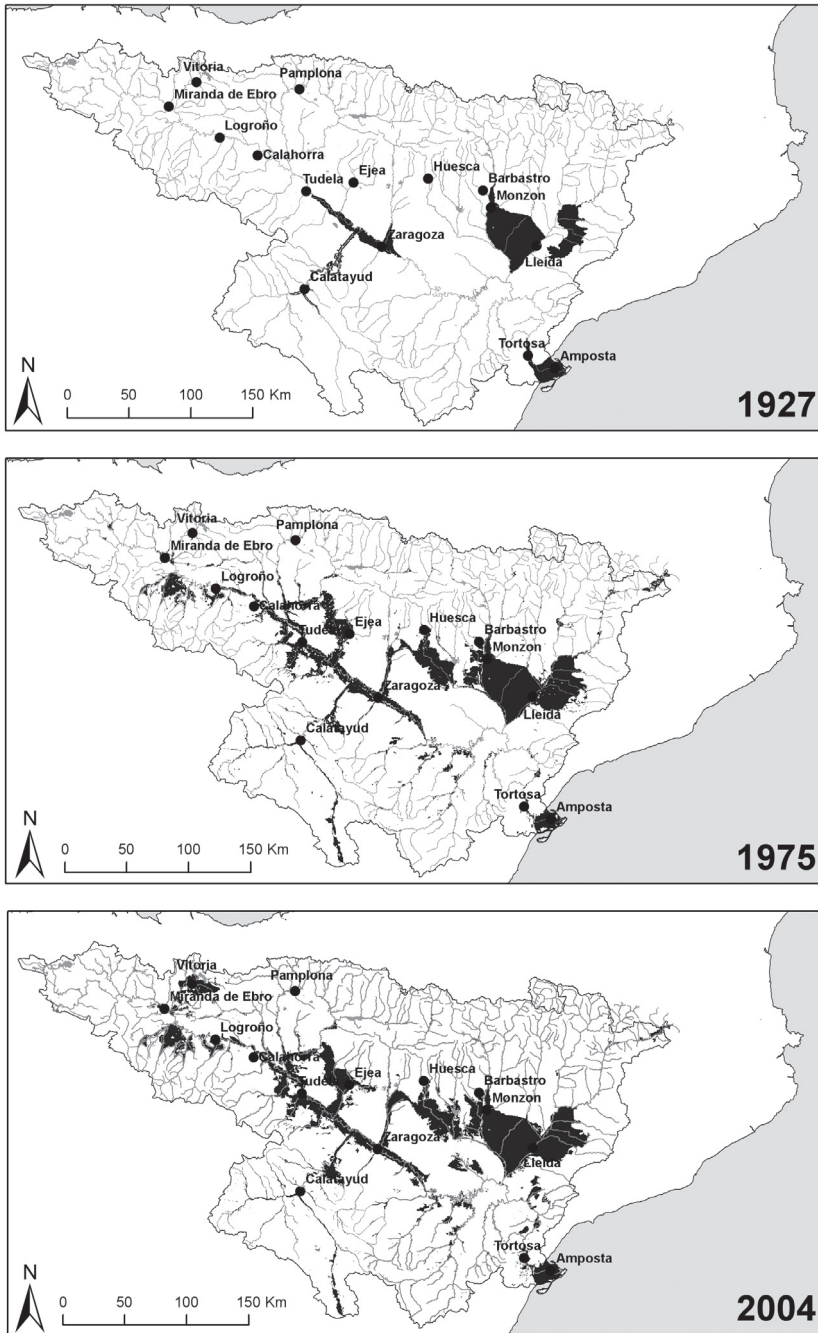 Vitoria
Pamplona
Miranda de Ebro
Logroño
Calahorra
Ejea
Huesca
Barbastro
Tudela
Monzon
Zaragoza
Lleida
Calatayud
Tortosa
Amposta
N
0 50 100 150 Km
1927
Vitoria
Pamplona
Miranda de Ebro
Logroño
Calahorra
Ejea
Huesca
Barbastro
Tudela
Monzon
Zaragoza
Lleida
Calatayud
Tortosa
Amposta
N
0 50 100 150 Km
1975
Vitoria
Pamplona
Miranda de Ebro
Logroño
Calahorra
Ejea
Huesca
Barbastro
Tudela
Monzon
Zaragoza
Lleida
Calatayud
Tortosa
Amposta
N
0 50 100 150 Km
2004